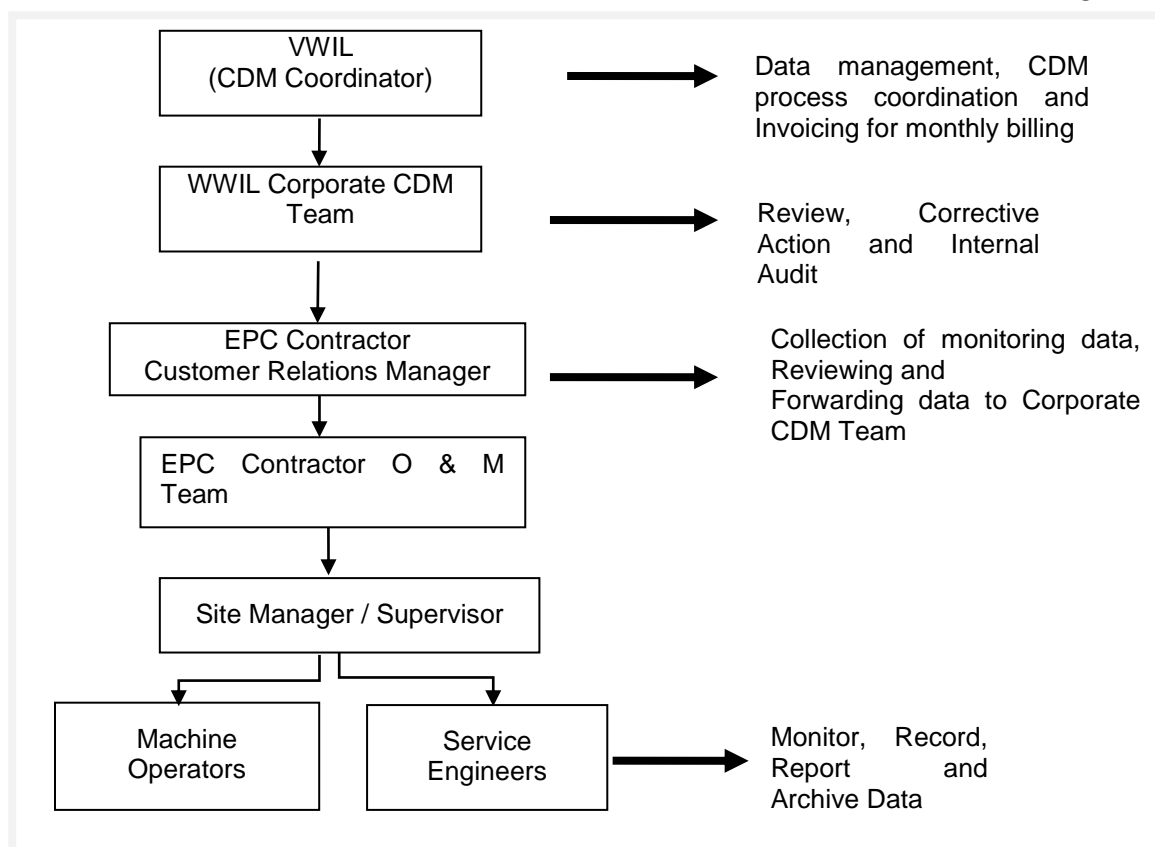 VWIL
(CDM Coordinator)
Data management, CDM
process coordination and
Invoicing for monthly billing
WWIL Corporate CDM
Team
Review, Corrective
Action and Internal
Audit
EPC Contractor
Customer Relations Manager
Collection of monitoring data,
Reviewing and
Forwarding data to Corporate
CDM Team
EPC Contractor O & M
Team
Site Manager / Supervisor
Machine
Operators
Service
Engineers
Monitor, Record,
Report and
Archive Data